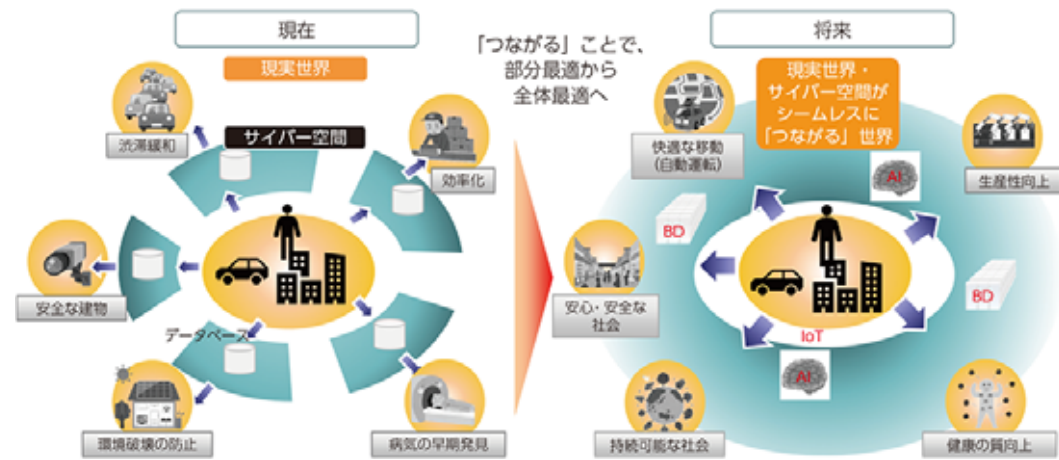 現在
現実世界
サイバー空間
渋滞緩和
効率化
安全な建物
データベース
環境破壊の防止
病気の早期発見
「つながる」ことで、
部分最適から
全体最適へ
将来
現実世界・
サイバー空間が
シームレスに
「つながる」世界
快適な移動
(自動運転)
AI
生産性向上
BD
安心・安全な
社会
BD
IoT
AI
持続可能な社会
健康の質向上